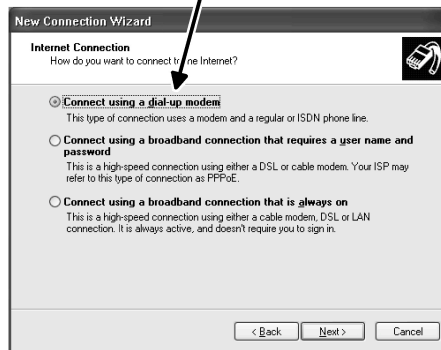 New Connection Wizard
Internet Connection
How do you want to connect to the Internet?
Connect using a dial-up modem
This type of connection uses a modem and a regular or ISDN phone line.
Connect using a broadband connection that requires a user name and
password
This is a high-speed connection using either a DSL or cable modem. Your ISP may
refer to this type of connection as PPPoE.
Connect using a broadband connection that is always on
This is a high-speed connection using either a cable modem, DSL or LAN
connection. It is always active, and doesn't require you to sign in.
< Back
Next >
Cancel